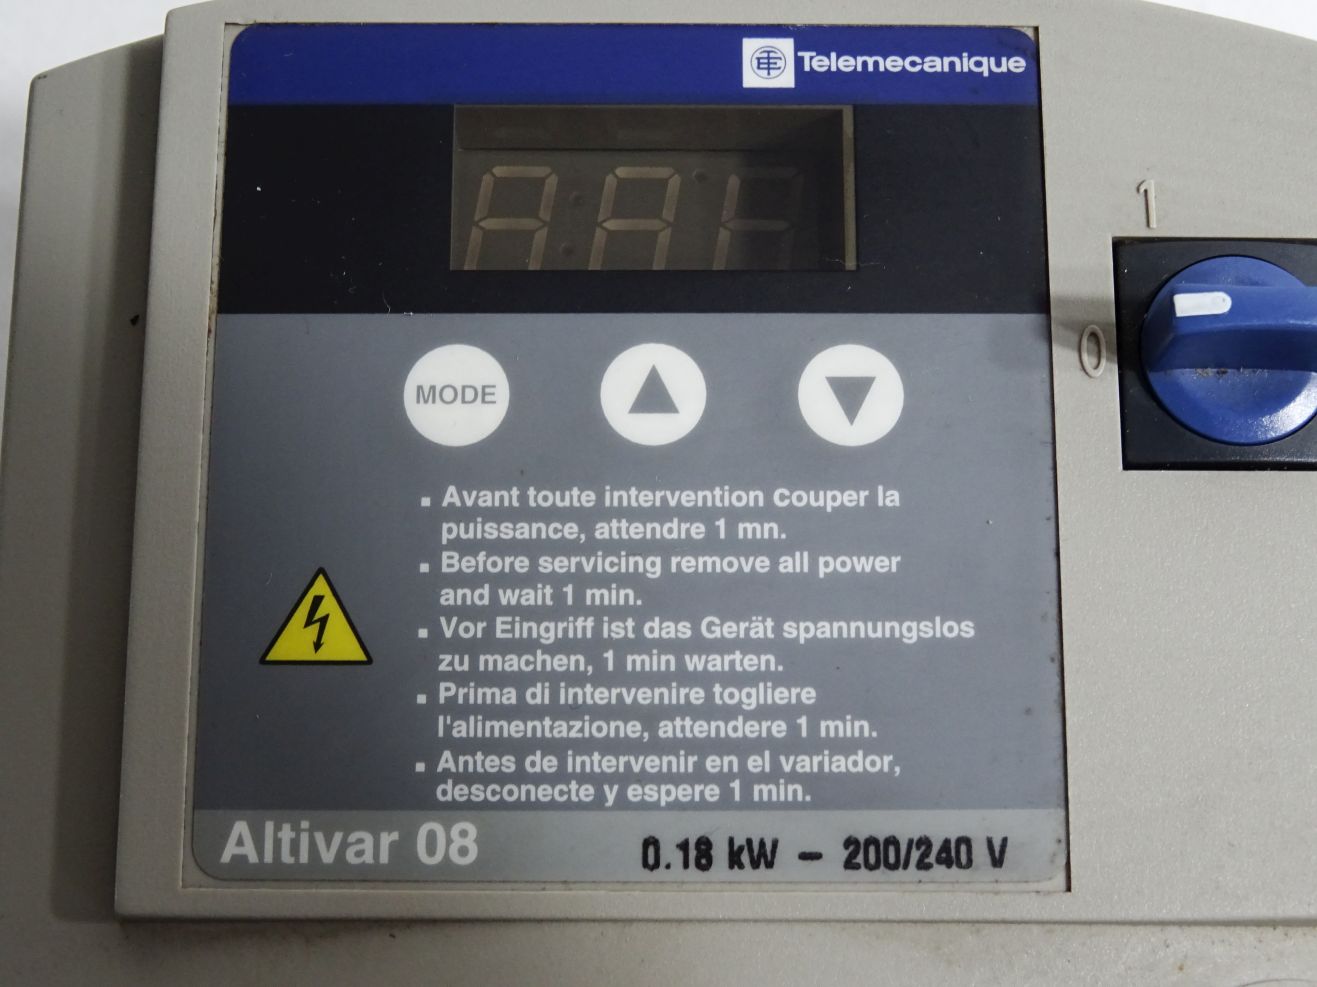 Telemecanique
1
0
MODE
Avant toute intervention couper la
puissance, attendre 1 mn.
Before servicing remove all power
and wait 1 min.
Vor Eingriff ist das Gerät spannungslos
zu machen, 1 min warten.
Prima di intervenire togliere
l'alimentazione, attendere 1 min.
Antes de intervenir en el variador,
desconecte y espere 1 min.
Altivar 08
0.18 kW - 200/240 V